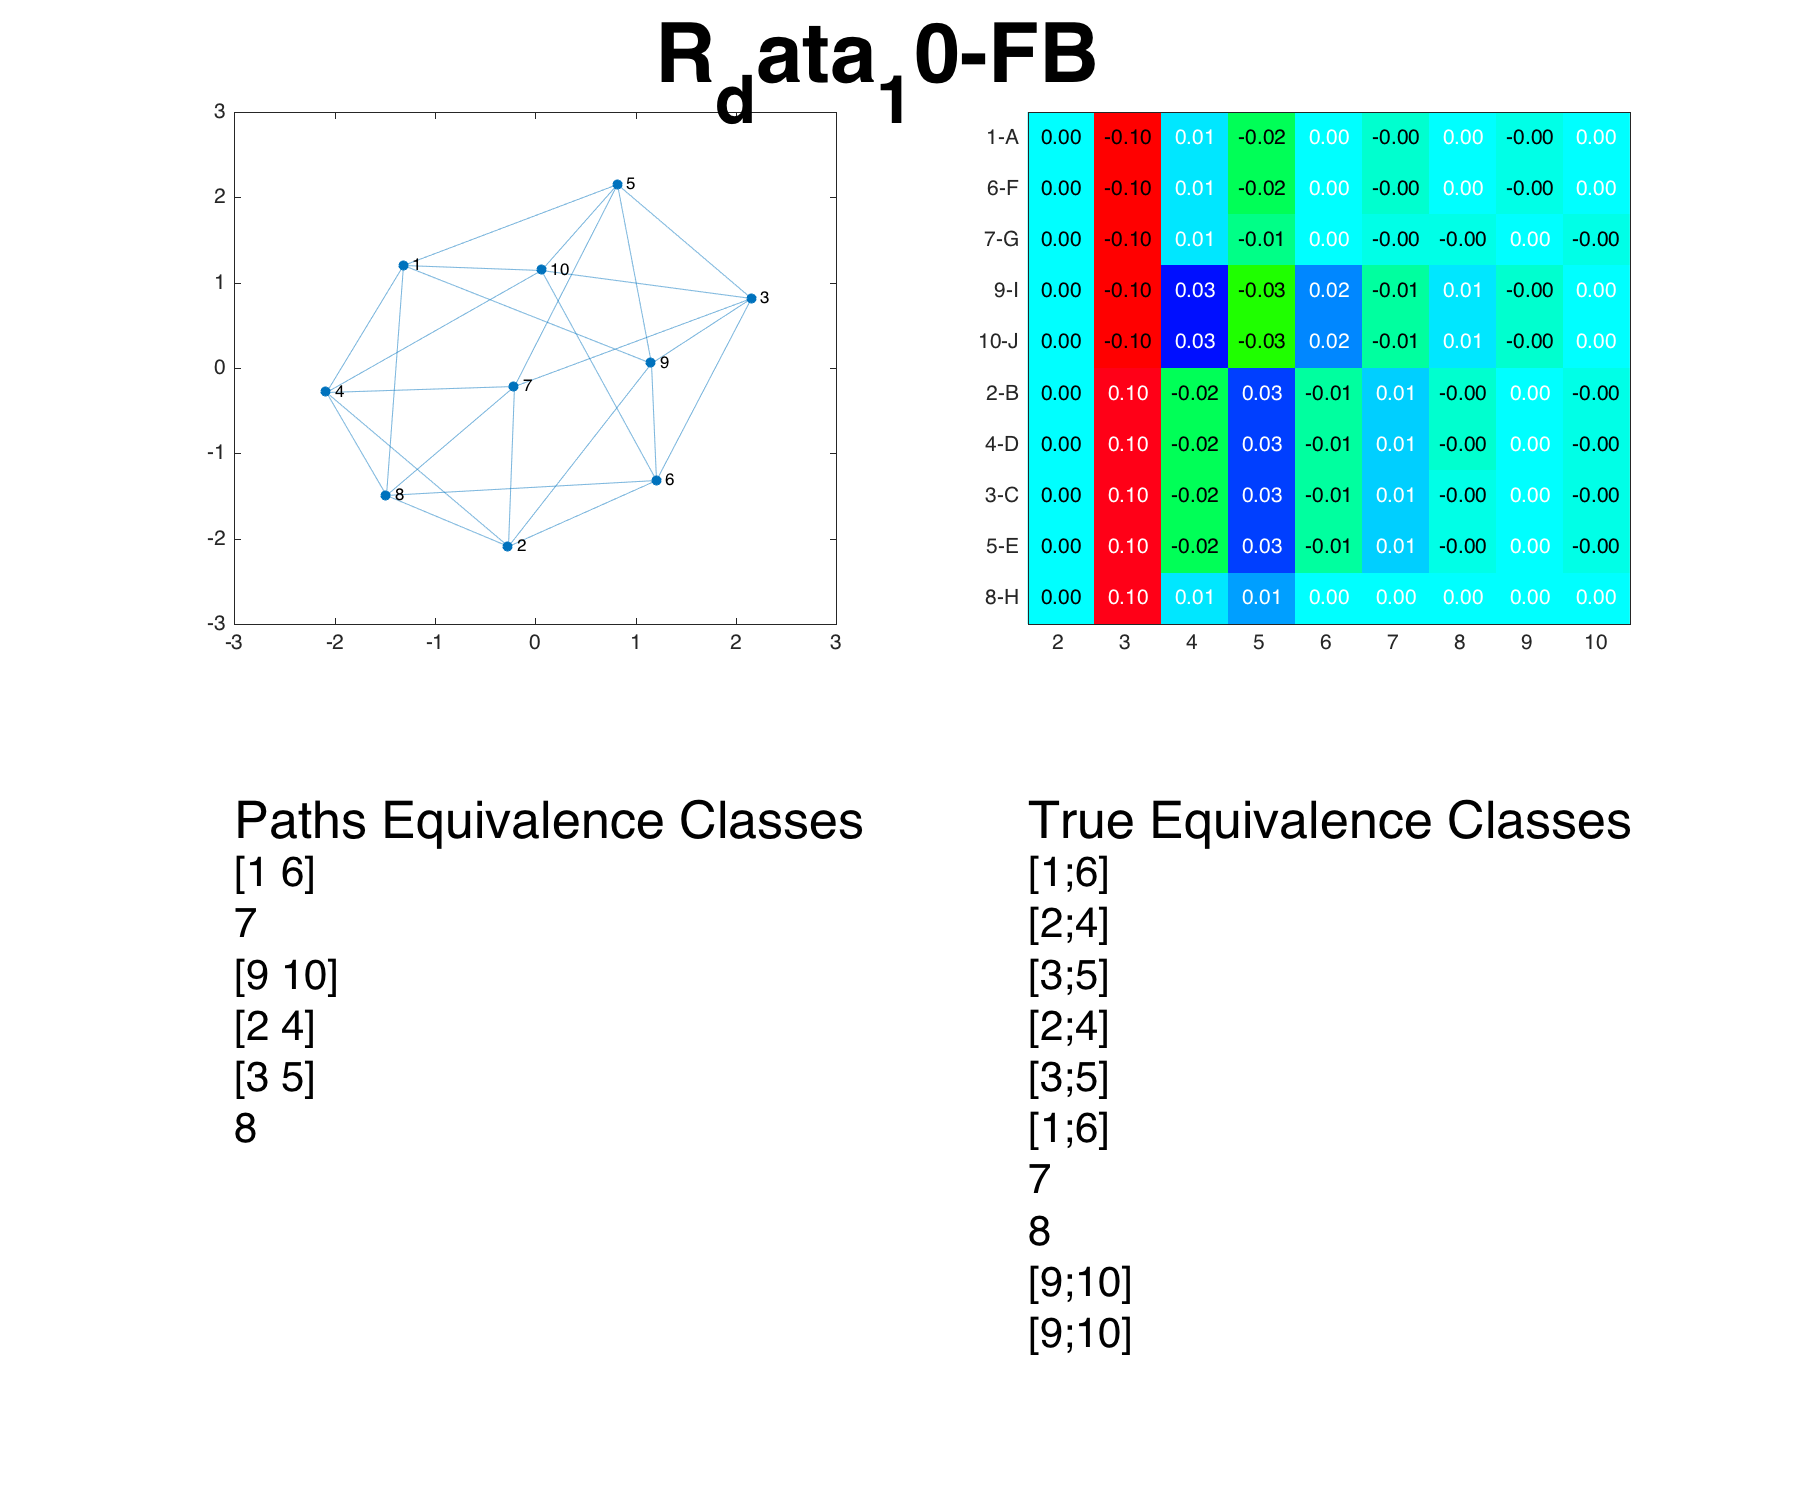 Rdata10-FB
3
2
1
0
-1
-2
-3
-3 -2 -1 0 1 2 3
5
1
10
3
9
7
4
6
8
2
1-A 0.00 -0.10 0.01 -0.02 0.00 -0.00 0.00 -0.00 0.00
6-F 0.00 -0.10 0.01 -0.02 0.00 -0.00 0.00 -0.00 0.00
7-G 0.00 -0.10 0.01 -0.01 0.00 -0.00 -0.00 0.00 -0.00
9-I 0.00 -0.10 0.03 -0.03 0.02 -0.01 0.01 -0.00 0.00
10-J 0.00 -0.10 0.03 -0.03 0.02 -0.01 0.01 -0.00 0.00
2-B 0.00 0.10 -0.02 0.03 -0.01 0.01 -0.00 0.00 -0.00
4-D 0.00 0.10 -0.02 0.03 -0.01 0.01 -0.00 0.00 -0.00
3-C 0.00 0.10 -0.02 0.03 -0.01 0.01 -0.00 0.00 -0.00
5-E 0.00 0.10 -0.02 0.03 -0.01 0.01 -0.00 0.00 -0.00
8-H 0.00 0.10 0.01 0.01 0.00 0.00 0.00 0.00 0.00
2 3 4 5 6 7 8 9 10
Paths Equivalence Classes
[1 6]
7
[9 10]
[2 4]
[3 5]
8
True Equivalence Classes
[1;6]
[2;4]
[3;5]
[2;4]
[3;5]
[1;6]
7
8
[9;10]
[9;10]